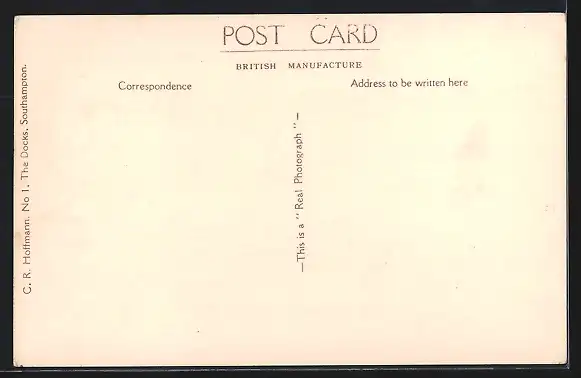 POST CARD
BRITISH MANUFACTURE
Correspondence
Address to be written here
—This is a "Real Photograph"—
C. R. Hoffmann. No 1, The Docks, Southampton.